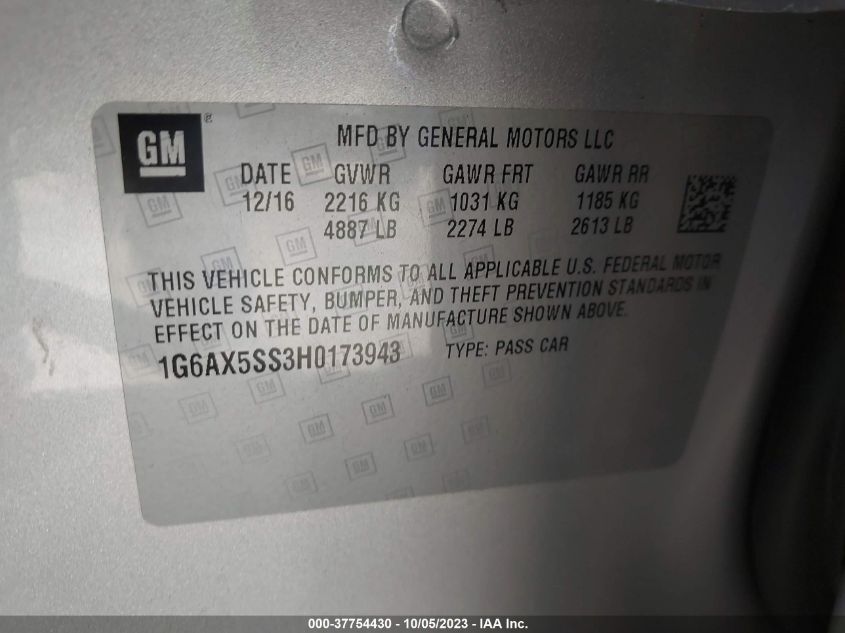 GM ®
MFD BY GENERAL MOTORS LLC
DATE GVWR GAWR FRT GAWR RR
12/16 2216 KG 1031 KG 1185 KG
4887 LB 2274 LB 2613 LB
THIS VEHICLE CONFORMS TO ALL APPLICABLE U.S. FEDERAL MOTOR
VEHICLE SAFETY, BUMPER, AND THEFT PREVENTION STANDARDS IN
EFFECT ON THE DATE OF MANUFACTURE SHOWN ABOVE.
1G6AX5SS3H0173943 TYPE: PASS CAR
000-37754430 - 10/05/2023 - IAA Inc.